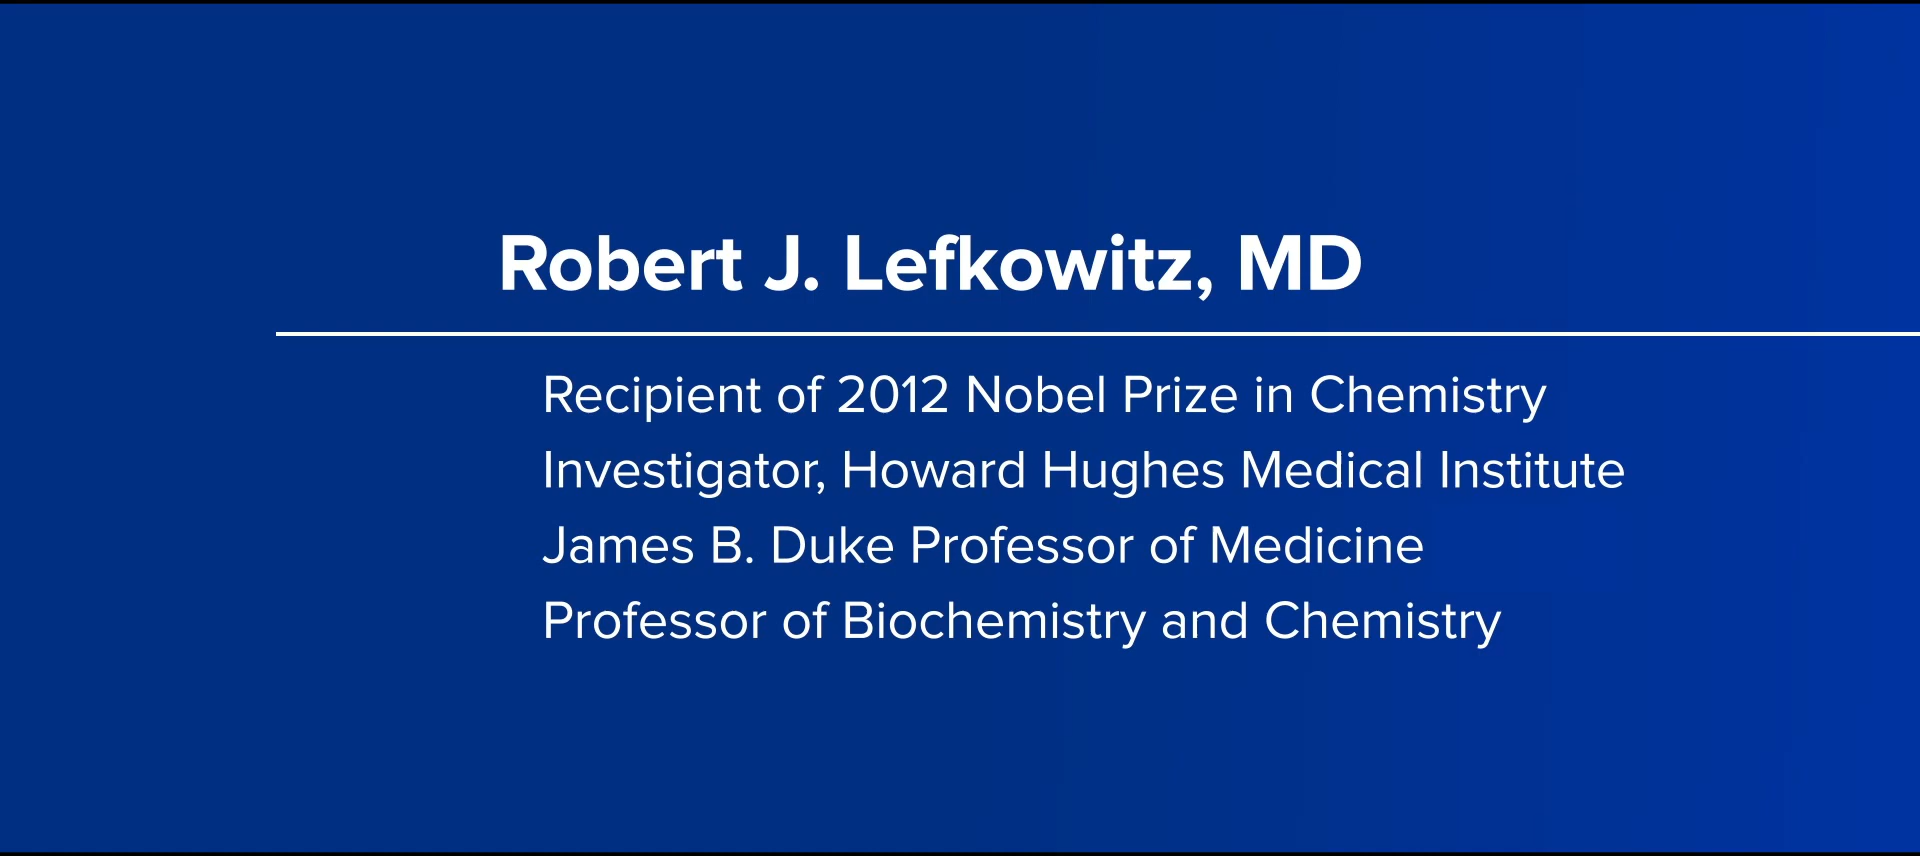 Robert J. Lefkowitz, MD
Recipient of 2012 Nobel Prize in Chemistry
Investigator, Howard Hughes Medical Institute
James B. Duke Professor of Medicine
Professor of Biochemistry and Chemistry